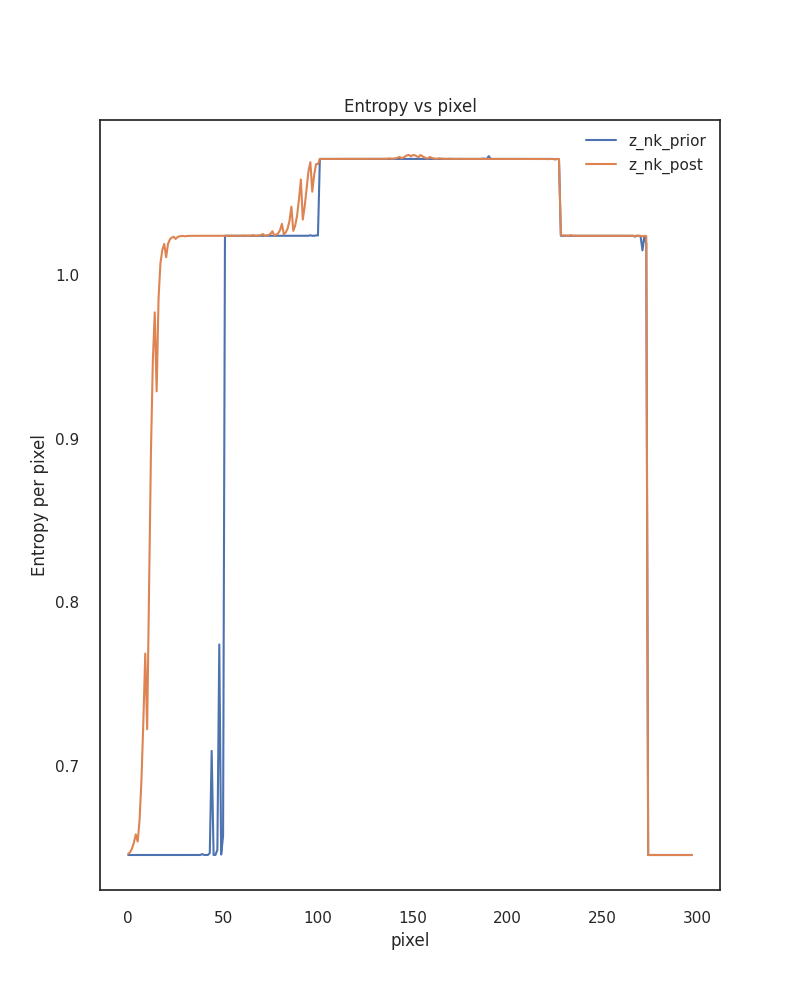 Entropy vs pixel
z_nk_prior
z_nk_post
1.0
0.9
0.8
0.7
Entropy per pixel
0 50 100 150 200 250 300
pixel